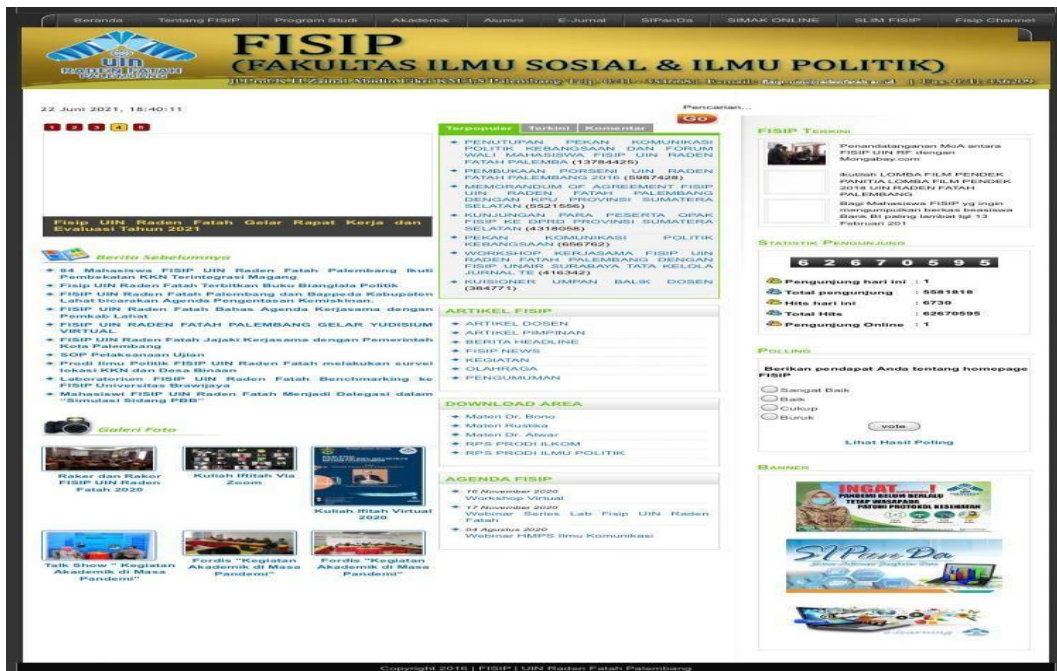 Beranda Tentang FISIP Program Studi Akademik Alumni E-Jurnal SIPanDa SIMAK ONLINE SLIM FISIP Fisip Channel
uin
RADEN FATAH
PALEMBANG
FISIP
(FAKULTAS ILMU SOSIAL & ILMU POLITIK)
22 Juni 2021, 18:40:11
Pencarian...
Go
1 2 3 4 5
Fisip UIN Raden Fatah Gelar Rapat Kerja dan
Evaluasi Tahun 2021
Berita Sebelumnya
84 Mahasiswa FISIP UIN Raden Fatah Palembang Ikuti
Pembekalan KKN Terintegrasi Magang
Fisip UIN Raden Fatah Terbitkan Buku Bianglala Politik
FISIP UIN Raden Fatah Palembang dan Bappeda Kabupaten
Lahat bicarakan Agenda Pengentasan Kemiskinan.
FISIP UIN Raden Fatah Bahas Agenda Kerjasama dengan
Pemkab Lahat
FISIP UIN RADEN FATAH PALEMBANG GELAR YUDISIUM
VIRTUAL
FISIP UIN Raden Fatah Jajaki Kerjasama dengan Pemerintah
Kota Palembang
SOP Pelaksanaan Ujian
Prodi Ilmu Politik FISIP UIN Raden Fatah melakukan survei
lokasi KKN dan Desa Binaan
Laboratorium FISIP UIN Raden Fatah Benchmarking ke
FISIP Universitas Brawijaya
Mahasiswi FISIP UIN Raden Fatah Menjadi Delegasi dalam
"Simulasi Sidang PBB"
Galeri Foto
Raker dan Rakor
FISIP UIN Raden
Fatah 2020
Kuliah Iftitah Via
Zoom
Kuliah Iftitah Virtual
2020
Talk Show " Kegiatan
Akademik di Masa
Pandemi"
Fordis "Kegiatan
Akademik di Masa
Pandemi"
Fordis "Kegiatan
Akademik di Masa
Pandemi"
Terpopuler Terkini Komentar
PENUTUPAN PEKAN KOMUNIKASI
POLITIK KEBANGSAAN DAN FORUM
WALI MAHASISWA FISIP UIN RADEN
FATAH PALEMBA (13784425)
PEMBUKAAN PORSENI UIN RADEN
FATAH PALEMBANG 2016 (5987428)
MEMORANDUM OF AGREEMENT FISIP
UIN RADEN FATAH PALEMBANG
DENGAN KPU PROVINSI SUMATERA
SELATAN (5521556)
KUNJUNGAN PARA PESERTA OPAK
FISIP KE DPRD PROVINSI SUMATERA
SELATAN (4318058)
PEKAN KOMUNIKASI POLITIK
KEBANGSAAN (656762)
WORKSHOP KERJASAMA FISIP UIN
RADEN FATAH PALEMBANG DENGAN
FISIP UNAIR SURABAYA TATA KELOLA
JURNAL TE (416342)
KUISIONER UMPAN BALIK DOSEN
(384771)
ARTIKEL FISIP
ARTIKEL DOSEN
ARTIKEL PIMPINAN
BERITA HEADLINE
FISIP NEWS
KEGIATAN
OLAHRAGA
PENGUMUMAN
DOWNLOAD AREA
Materi Dr. Bono
Materi Rustika
Materi Dr. Atwar
RPS PRODI ILKOM
RPS PRODI ILMU POLITIK
AGENDA FISIP
16 November 2020
Workshop Virtual
17 November 2020
Webinar Series Lab Fisip UIN Raden
Fatah
04 Agustus 2020
Webinar HMPS Ilmu Komunikasi
FISIP TERKINI
Penandatanganan MoA antara
FISIP UIN RF dengan
Mongabay.com
Ikutilah LOMBA FILM PENDEK
PANITIA LOMBA FILM PENDEK
2018 UIN RADEN FATAH
PALEMBANG
Bagi Mahasiswa FISIP yg ingin
mengumpulkan berkas beasiswa
Bank BI paling lambat tgl 13
Februari 201
STATISTIK PENGUNJUNG
62670595
Pengunjung hari ini : 1
Total pengunjung : 5581818
Hits hari ini : 6730
Total Hits : 62670595
Pengunjung Online : 1
POLLING
Berikan pendapat Anda tentang homepage
FISIP
Sangat Baik
Baik
Cukup
Buruk
vote
Lihat Hasil Poling
BANNER
INGAT.......!
PANDEMI BELUM BERLALU
TETAP WASPADA
PATUHI PROTOKOL KESEHATAN
SIPanDa
e-learning
Copyright 2016 | FISIP | UIN Raden Fatah Palembang